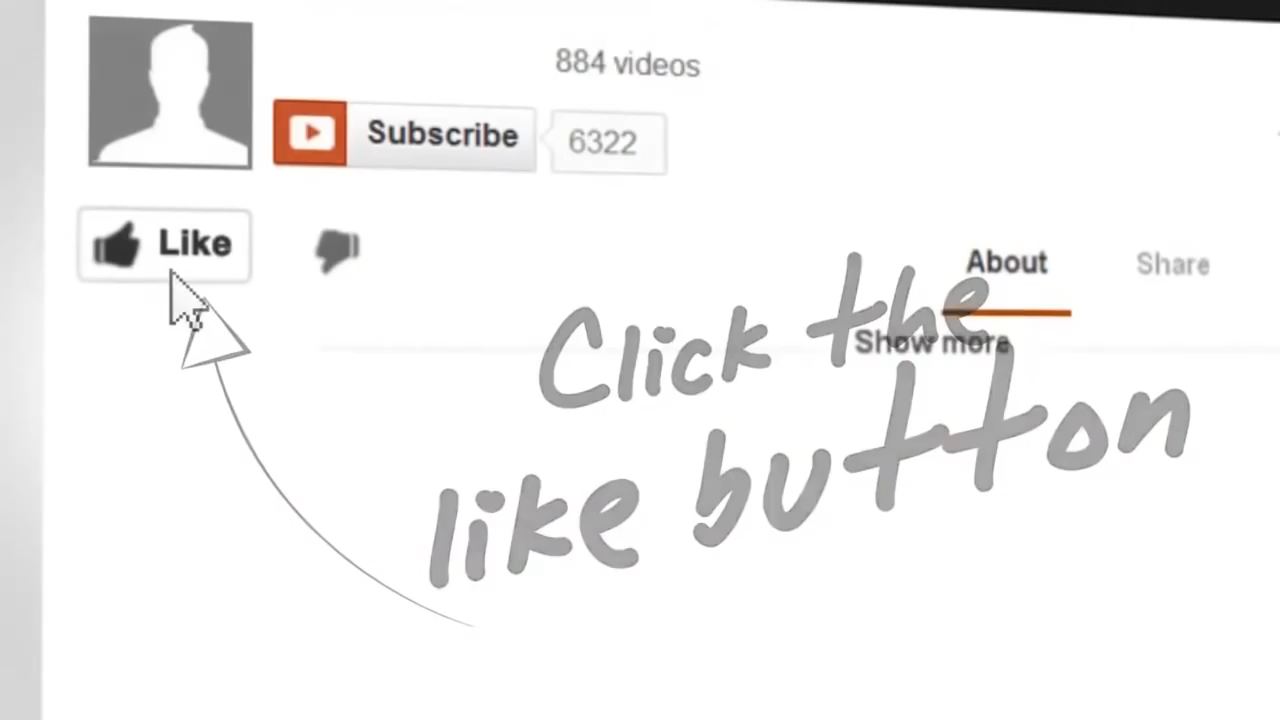 884 videos
Subscribe 6322
Like
About Share
Show more
Click the
like button